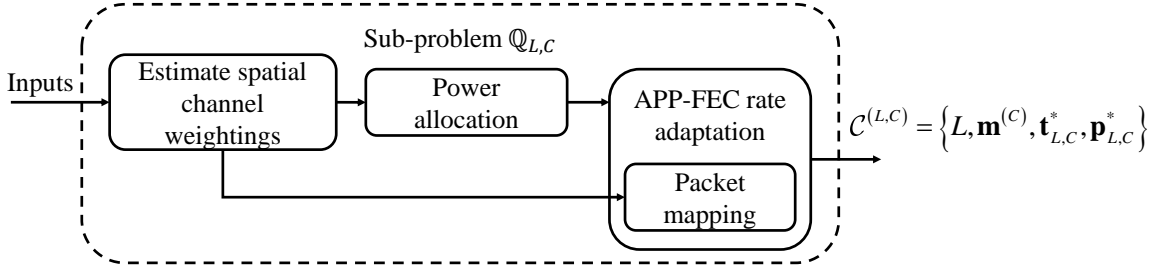 Sub-problem ℚ_{L,C}
Inputs
Estimate spatial
channel
weightings
Power
allocation
APP-FEC rate
adaptation
Packet
mapping
𝒞^{(L,C)} = {L, 𝐦^{(C)}, 𝐭^*_{L,C}, 𝐩^*_{L,C}}